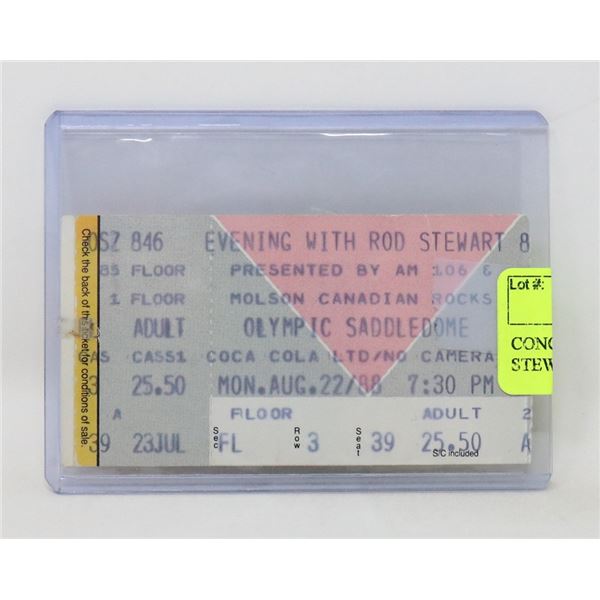 Check the back of this ticket for conditions of sale.
846 EVENING WITH ROD STEWART 8
85 FLOOR PRESENTED BY AM 106 &
1 FLOOR MOLSON CANADIAN ROCKS
ADULT OLYMPIC SADDLEDOME
CASS1 COCA COLA LTD/NO CAMERA
25.50 MON.AUG.22/88 7:30 PM
A FLOOR ADULT 2
39 23JUL Sec FL Row 3 Seat 39 25.50 A
S/C included
Lot #:
CONC
STEW